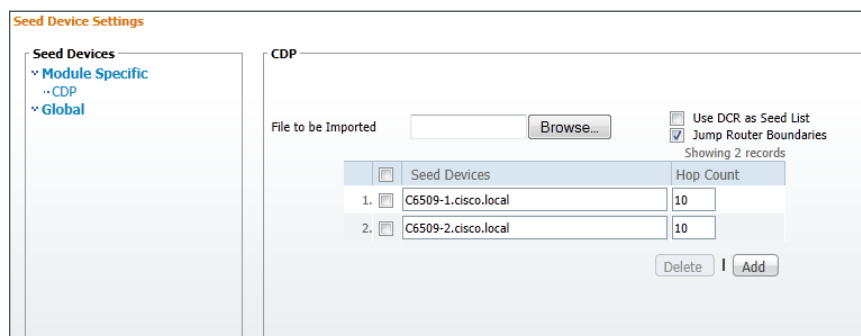 Seed Device Settings
Seed Devices
Module Specific
CDP
Global
CDP
File to be Imported
Browse...
Use DCR as Seed List
Jump Router Boundaries
Showing 2 records
Seed Devices Hop Count
1. C6509-1.cisco.local 10
2. C6509-2.cisco.local 10
Delete | Add